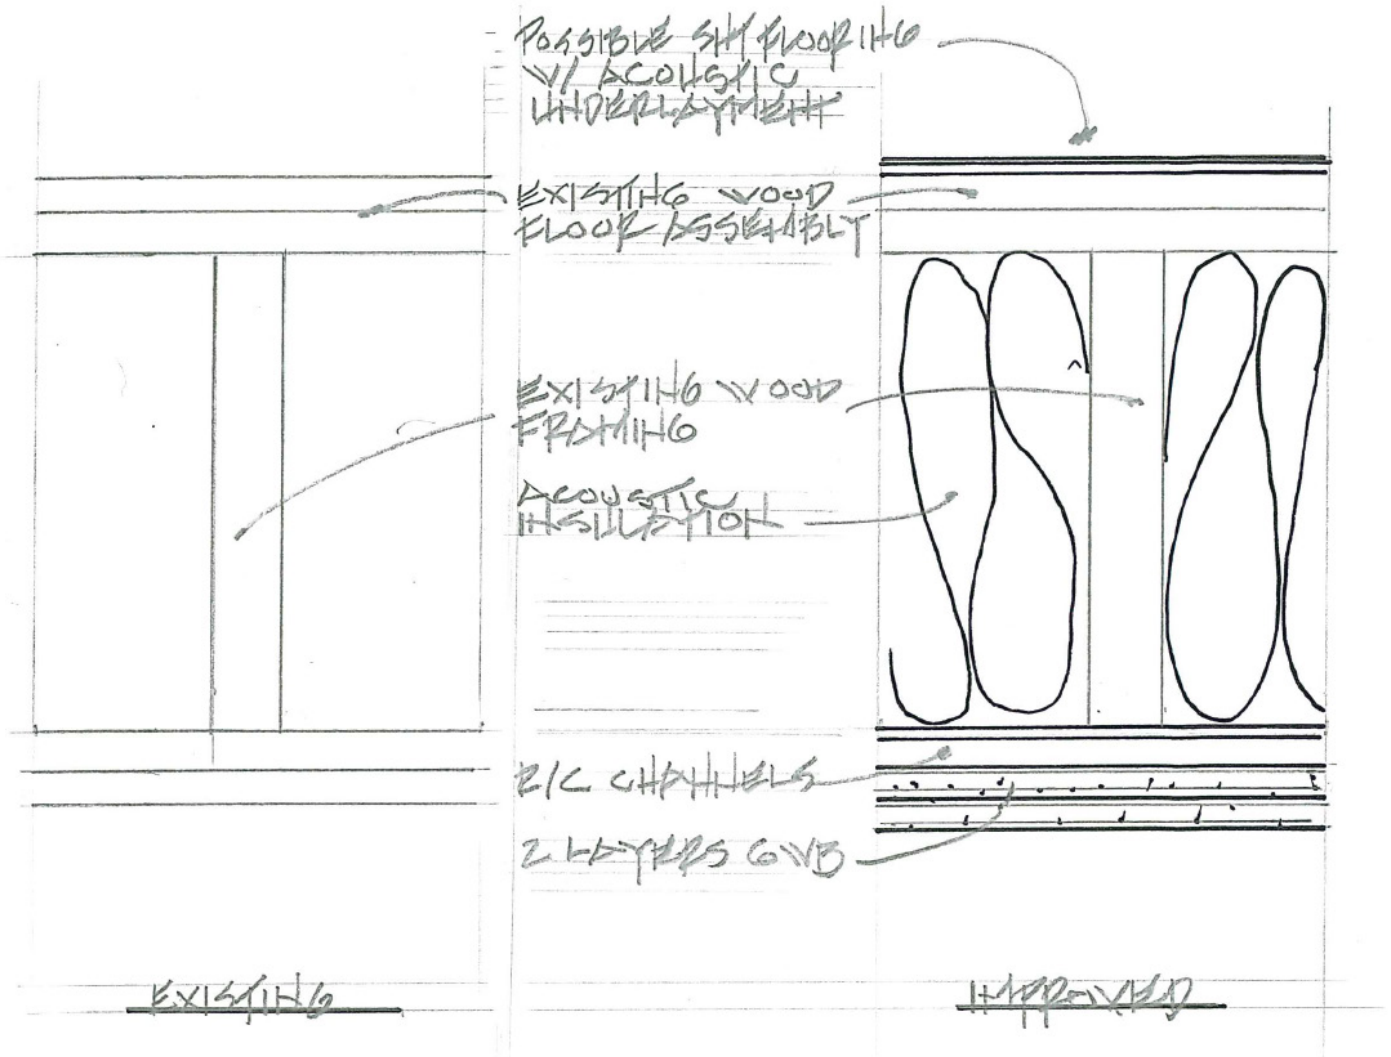 POSSIBLE SHT FLOORING
W/ ACOUSTIC
UNDERLAYMENT
EXISTING WOOD
FLOOR ASSEMBLY
EXISTING WOOD
FRAMING
ACOUSTIC
INSULATION
R/C CHANNELS
2 LAYERS GWB
EXISTING
IMPROVED